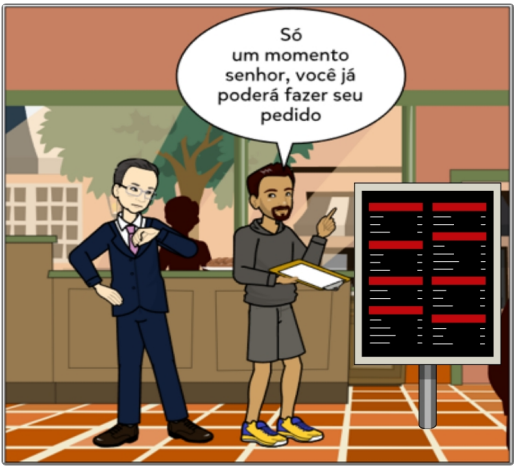 Só
um momento
senhor, você já
poderá fazer seu
pedido